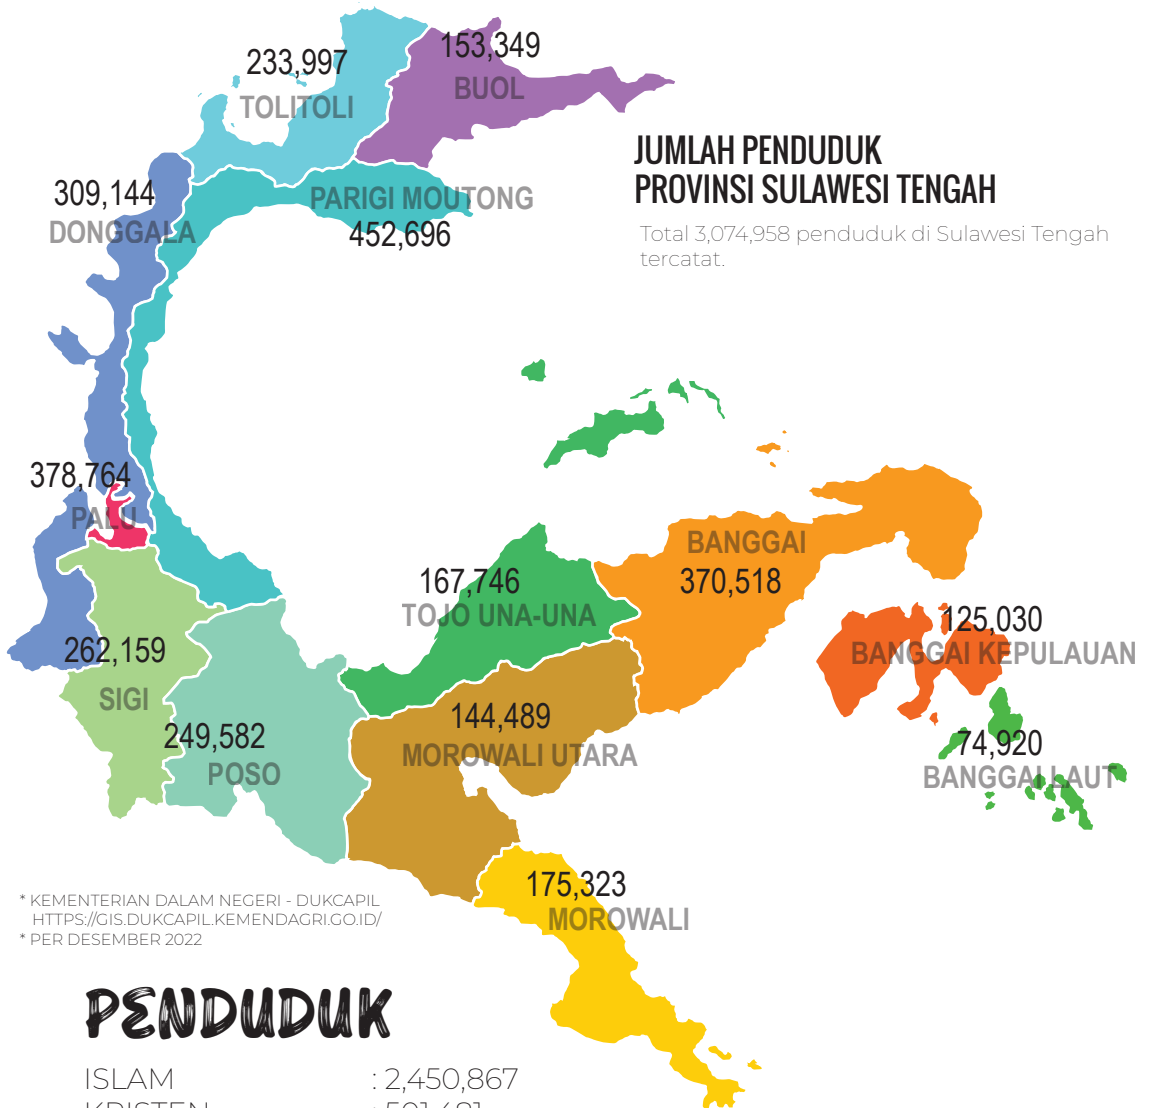 233,997
TOLITOLI
153,349
BUOL
JUMLAH PENDUDUK
PROVINSI SULAWESI TENGAH
Total 3,074,958 penduduk di Sulawesi Tengah
tercatat.
309,144
DONGGALA
PARIGI MOUTONG
452,696
378,764
PALU
BANGGAI
370,518
167,746
TOJO UNA-UNA
125,030
BANGGAI KEPULAUAN
262,159
SIGI
249,582
POSO
144,489
MOROWALI UTARA
74,920
BANGGAI LAUT
175,323
MOROWALI
* KEMENTERIAN DALAM NEGERI - DUKCAPIL
HTTPS://GIS.DUKCAPIL.KEMENDAGRI.GO.ID/
* PER DESEMBER 2022
PENDUDUK
ISLAM : 2,450,867
KRISTEN : 501,481